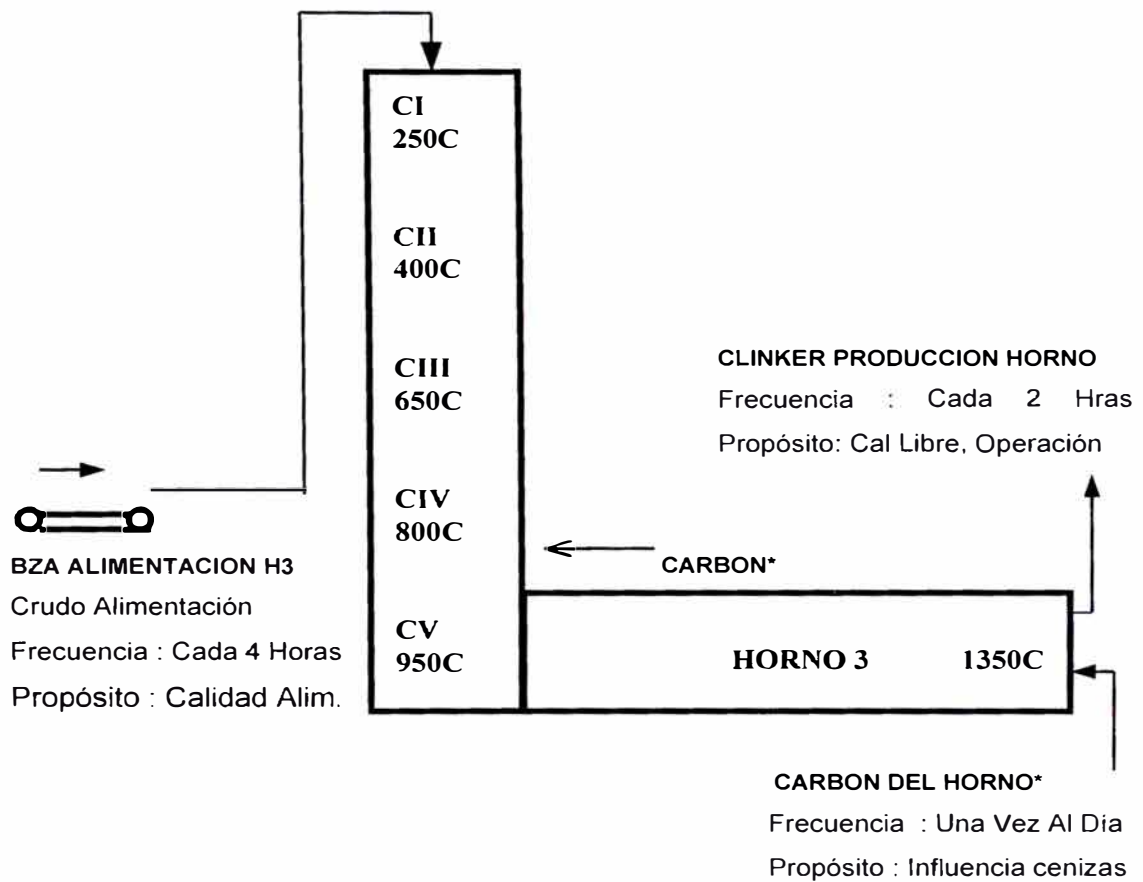 CI
250C
CII
400C
CIII
650C
CIV
800C
CV
950C
BZA ALIMENTACION H3
Crudo Alimentación
Frecuencia : Cada 4 Horas
Propósito : Calidad Alim.
CLINKER PRODUCCION HORNO
Frecuencia : Cada 2 Hras
Propósito: Cal Libre, Operación
CARBON*
HORNO 3 1350C
CARBON DEL HORNO*
Frecuencia : Una Vez Al Dia
Propósito : Influencia cenizas